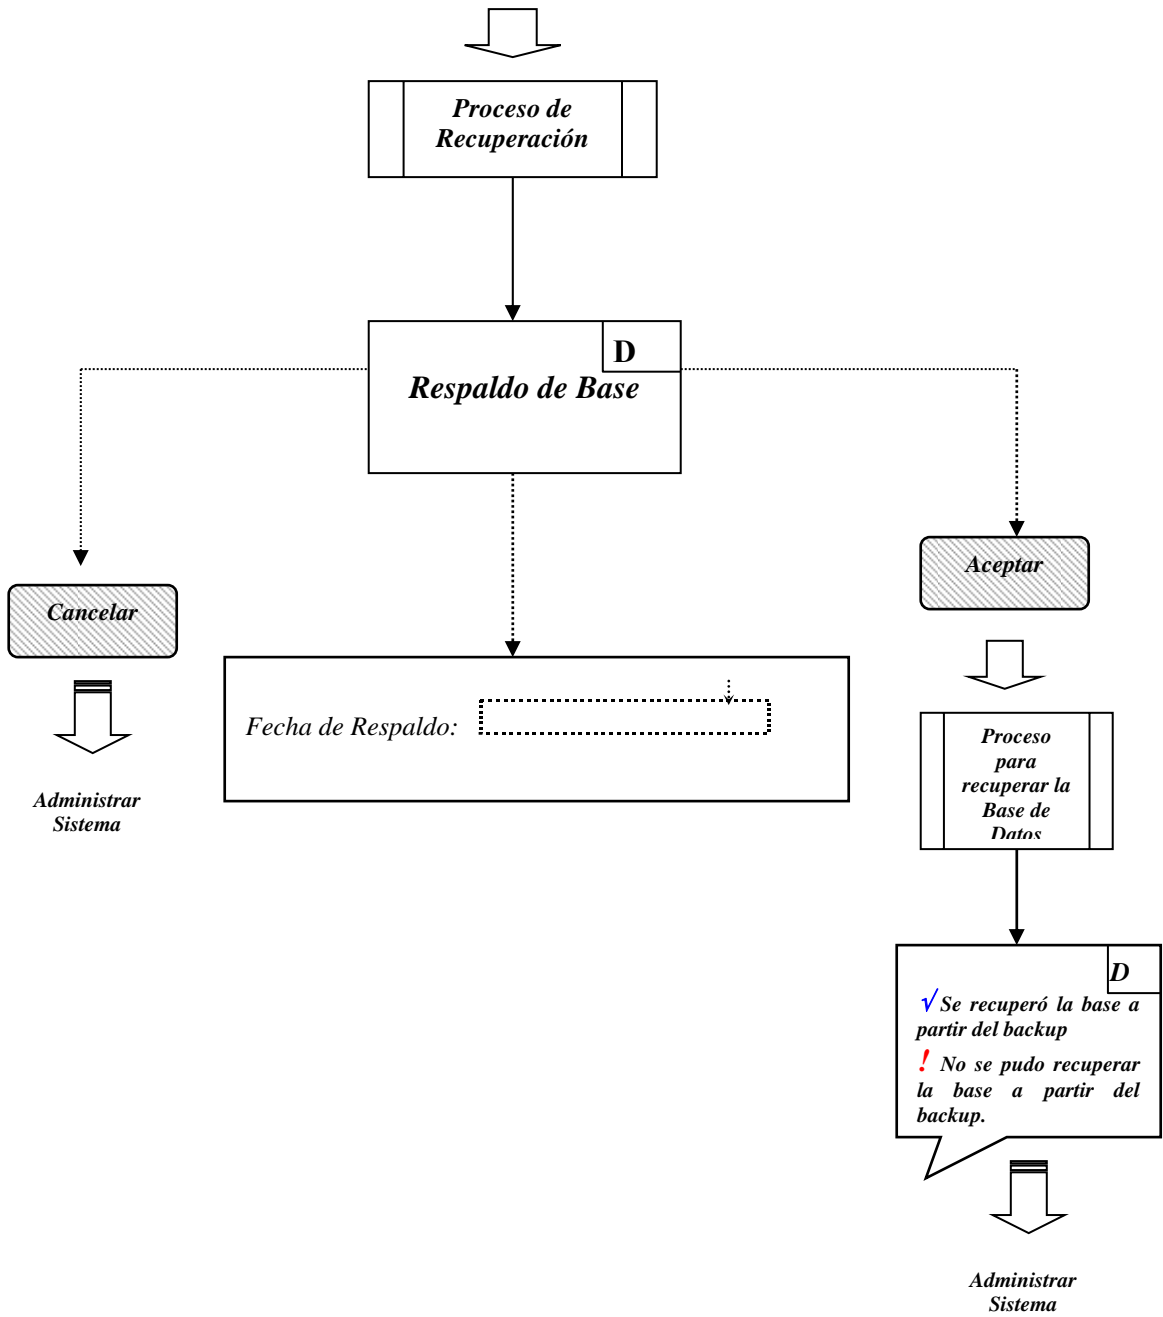 Proceso de
Recuperación
D
Respaldo de Base
Aceptar
Cancelar
Fecha de Respaldo:
Proceso
para
recuperar la
Base de
Datos
Administrar
Sistema
D
√ Se recuperó la base a
partir del backup
! No se pudo recuperar
la base a partir del
backup.
Administrar
Sistema